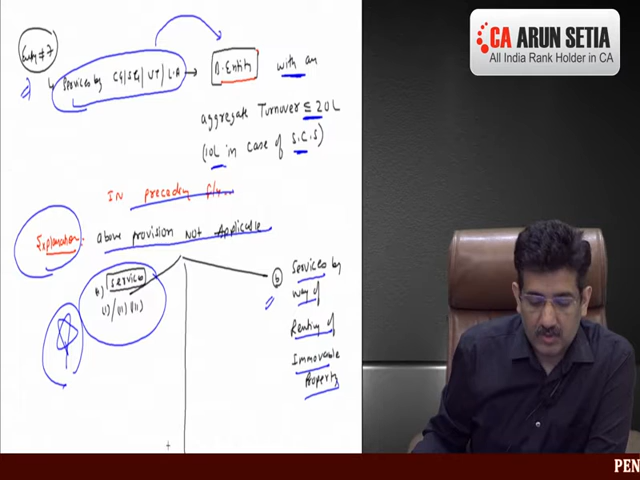 CA ARUN SETIA
All India Rank Holder in CA
Entry # 7
Services by CG/SG/UT/L.A → B.Entity with an
aggregate Turnover ≤ 20L
(10L in case of S.C.S)
IN preceding f/y.
Explanation: above provision NOT Applicable
a) Services
(i)/(ii)/(iii)
b) Services by
way of
Renting of
Immovable
Property
PEN